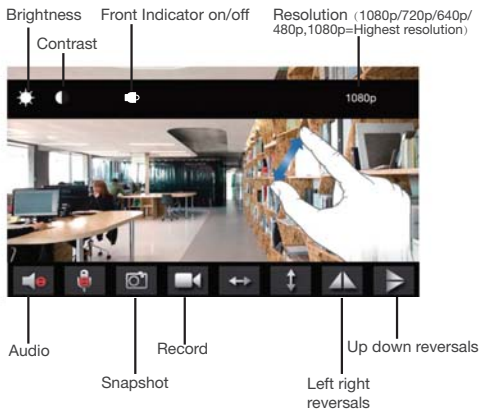 Brightness
Front Indicator on/off
Resolution（1080p/720p/640p/
480p,1080p=Highest resolution）
Contrast
1080p
Audio
Record
Up down reversals
Snapshot
Left right
reversals